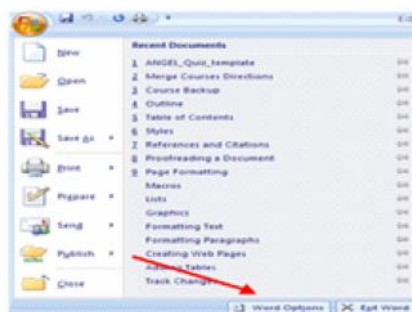 Edi
New
Open
Save
Save As
Print
Prepare
Send
Publish
Close
Recent Documents
1 ANGEL_Quiz_template
2 Merge Courses Directions
3 Course Backup
4 Outline
5 Table of Contents
6 Styles
7 References and Citations
8 Proofreading a Document
9 Page Formatting
Macros
Lists
Graphics
Formatting Text
Formatting Paragraphs
Creating Web Pages
Adding Tables
Track Changes
Word Options
Exit Word